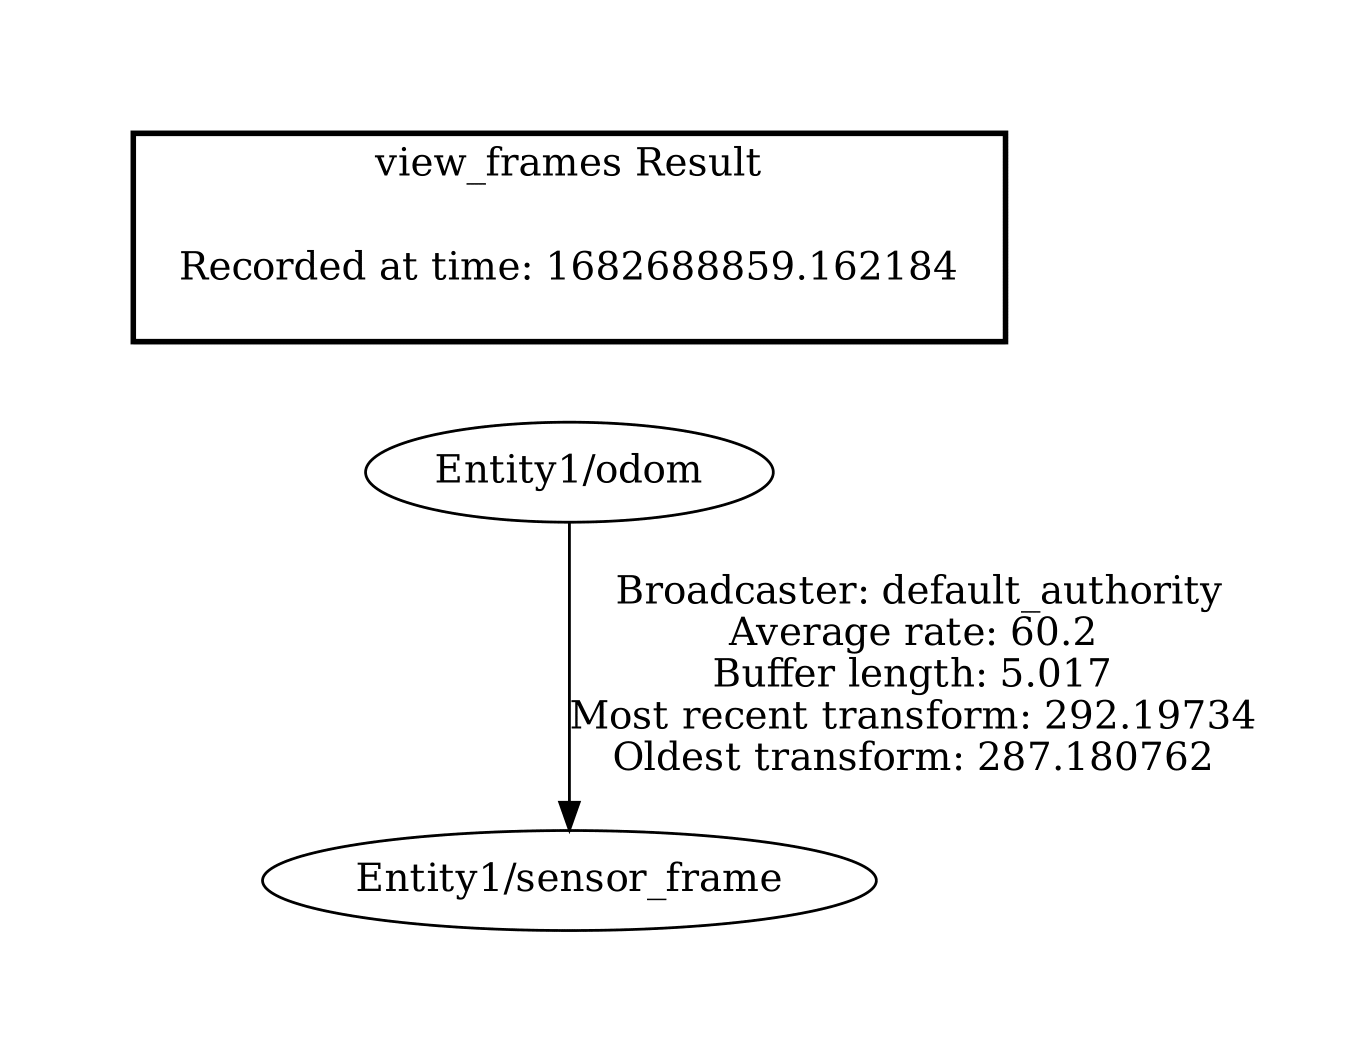 view_frames Result
Recorded at time: 1682688859.162184
Entity1/odom
Broadcaster: default_authority
Average rate: 60.2
Buffer length: 5.017
Most recent transform: 292.19734
Oldest transform: 287.180762
Entity1/sensor_frame